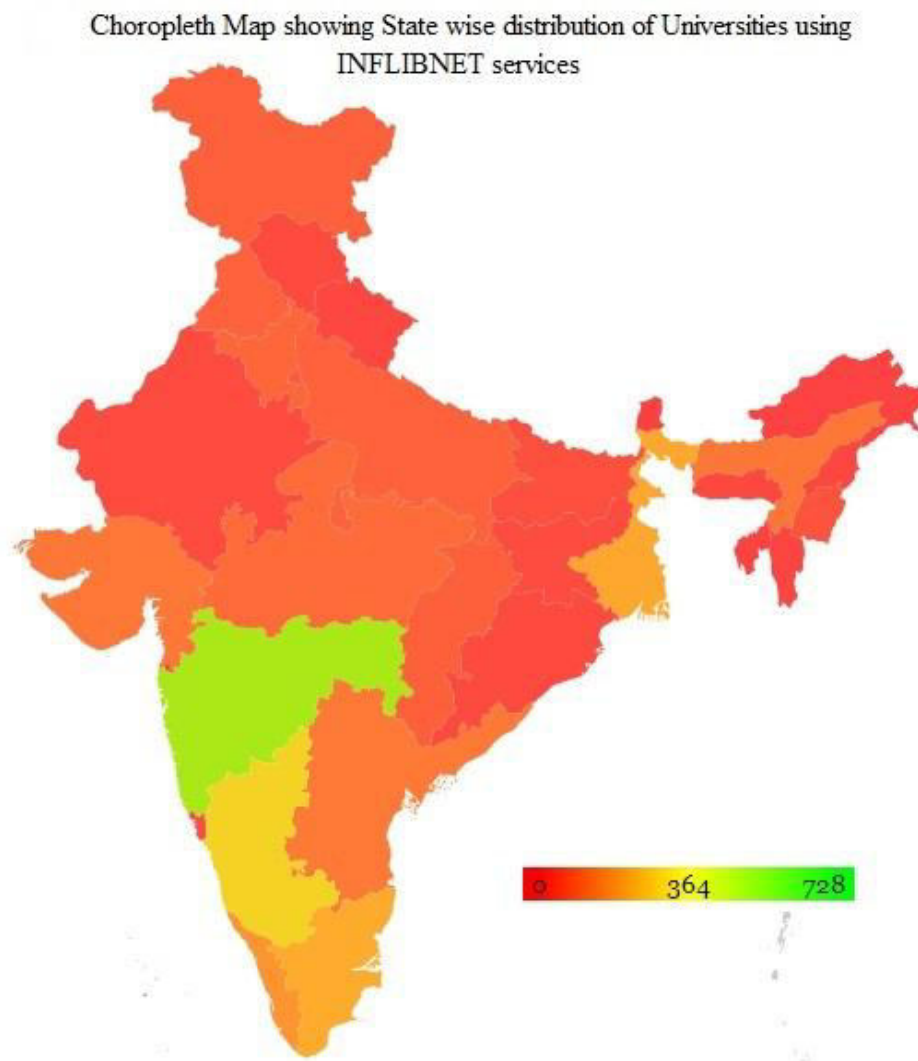 Choropleth Map showing State wise distribution of Universities using
INFLIBNET services
0 364 728